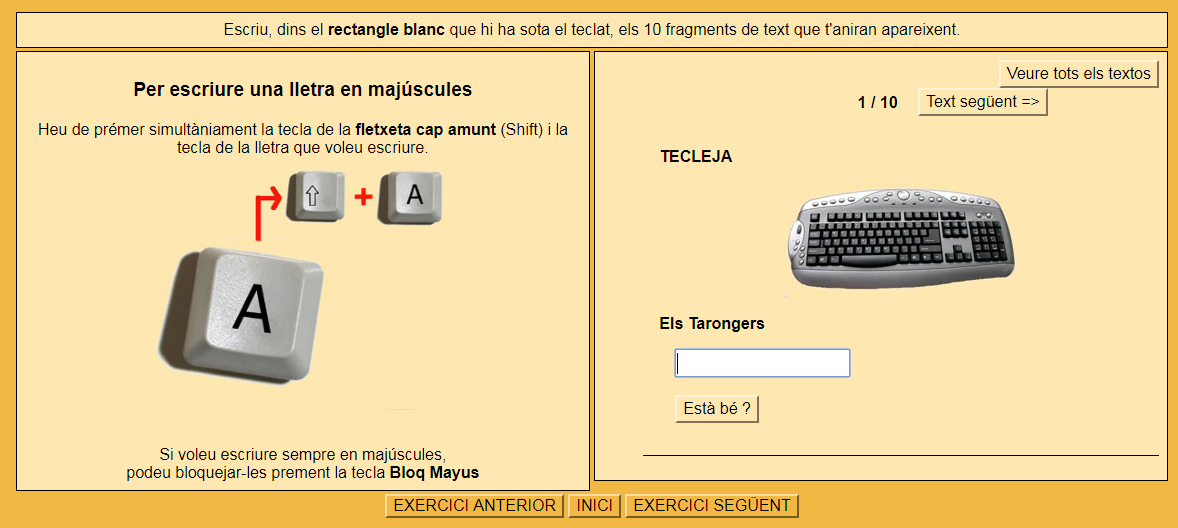 Escriu, dins el rectangle blanc que hi ha sota el teclat, els 10 fragments de text que t'aniran apareixent.
Per escriure una lletra en majúscules
Heu de prémer simultàniament la tecla de la fletxeta cap amunt (Shift) i la
tecla de la lletra que voleu escriure.
⇧ + A
A
Si voleu escriure sempre en majúscules,
podeu bloquejar-les prement la tecla Bloq Mayus
Veure tots els textos
1 / 10 Text següent =>
TECLEJA
Els Tarongers
Està bé ?
EXERCICI ANTERIOR INICI EXERCICI SEGÜENT